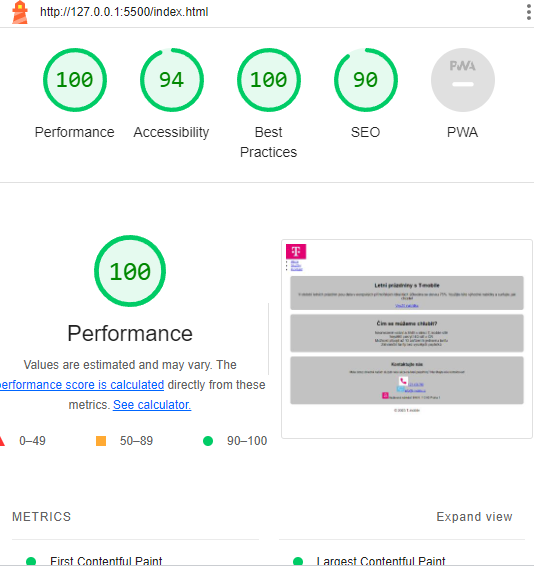 http://127.0.0.1:5500/index.html
100
94
100
90
PWA
Performance
Accessibility
Best
Practices
SEO
PWA
100
Performance
Values are estimated and may vary. The
performance score is calculated directly from these
metrics. See calculator.
0–49
50–89
90–100
T
Letní prázdniny s T-mobile
Čím se můžeme chlubit?
Kontaktujte nás
METRICS
Expand view
First Contentful Paint
Largest Contentful Paint